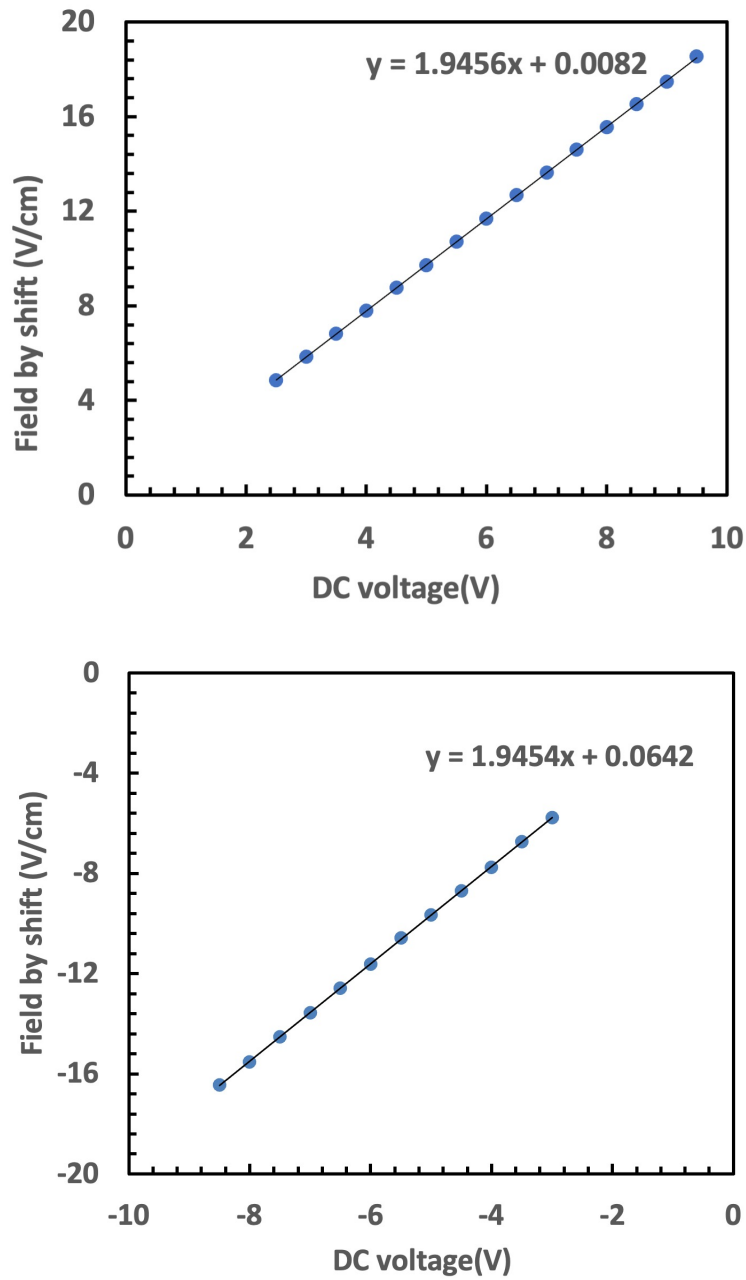 20
y = 1.9456x + 0.0082
16
12
8
4
0
Field by shift (V/cm)
0 2 4 6 8 10
DC voltage(V)
0
y = 1.9454x + 0.0642
-4
-8
-12
-16
-20
Field by shift (V/cm)
-10 -8 -6 -4 -2 0
DC voltage(V)